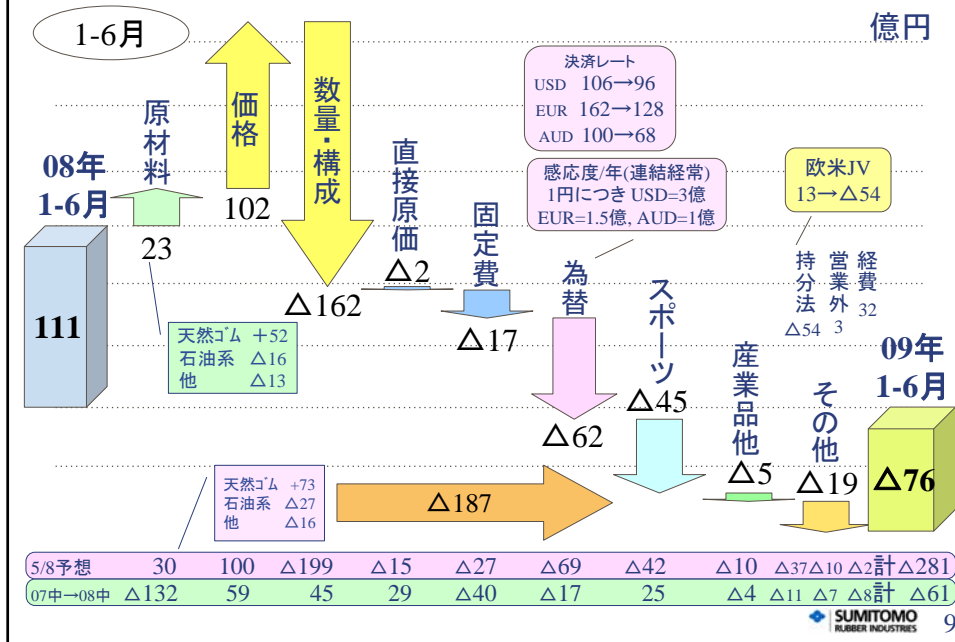 1-6月
億円
決済レート
USD 106→96
EUR 162→128
AUD 100→68
感応度/年(連結経常)
1円につき USD=3億
EUR=1.5億, AUD=1億
欧米JV
13→△54
08年
1-6月
111
原材料
23
天然ｺﾞﾑ +52
石油系 △16
他 △13
価格
102
数量・構成
△162
直接原価
△2
固定費
△17
為替
△62
スポーツ
△45
産業品他
△5
その他
△19
持分法
△54
営業外
3
経費
32
09年
1-6月
△76
天然ｺﾞﾑ +73
石油系 △27
他 △16
△187
5/8予想 30 100 △199 △15 △27 △69 △42 △10 △37 △10 △2 計 △281
07中→08中 △132 59 45 29 △40 △17 25 △4 △11 △7 △8 計 △61
SUMITOMO
RUBBER INDUSTRIES
9